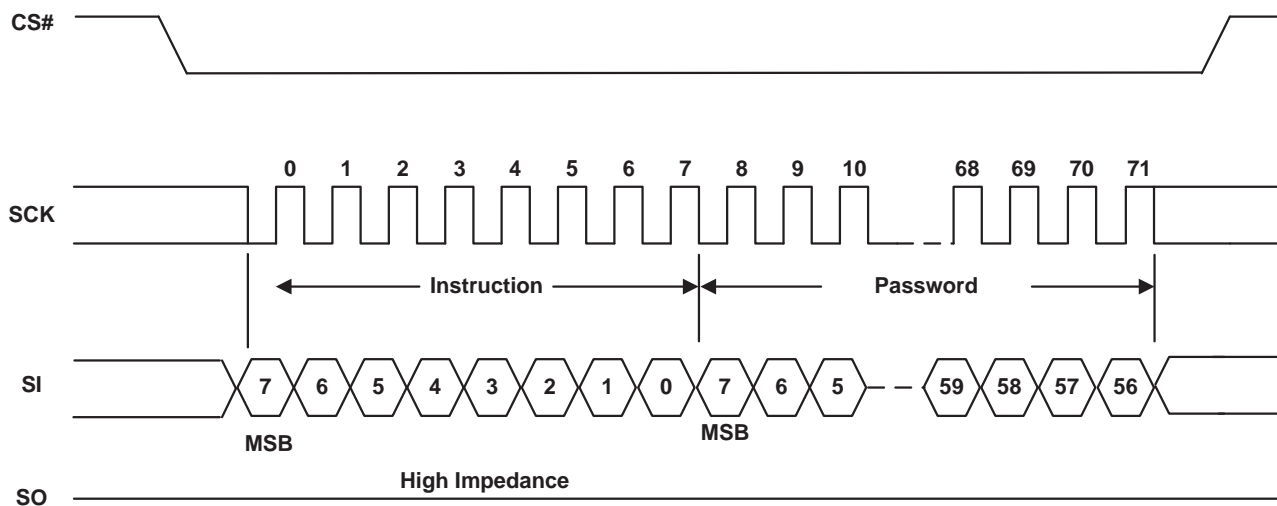 CS#
0 1 2 3 4 5 6 7 8 9 10 68 69 70 71
SCK
Instruction Password
SI 7 6 5 4 3 2 1 0 7 6 5 59 58 57 56
MSB MSB
High Impedance
SO